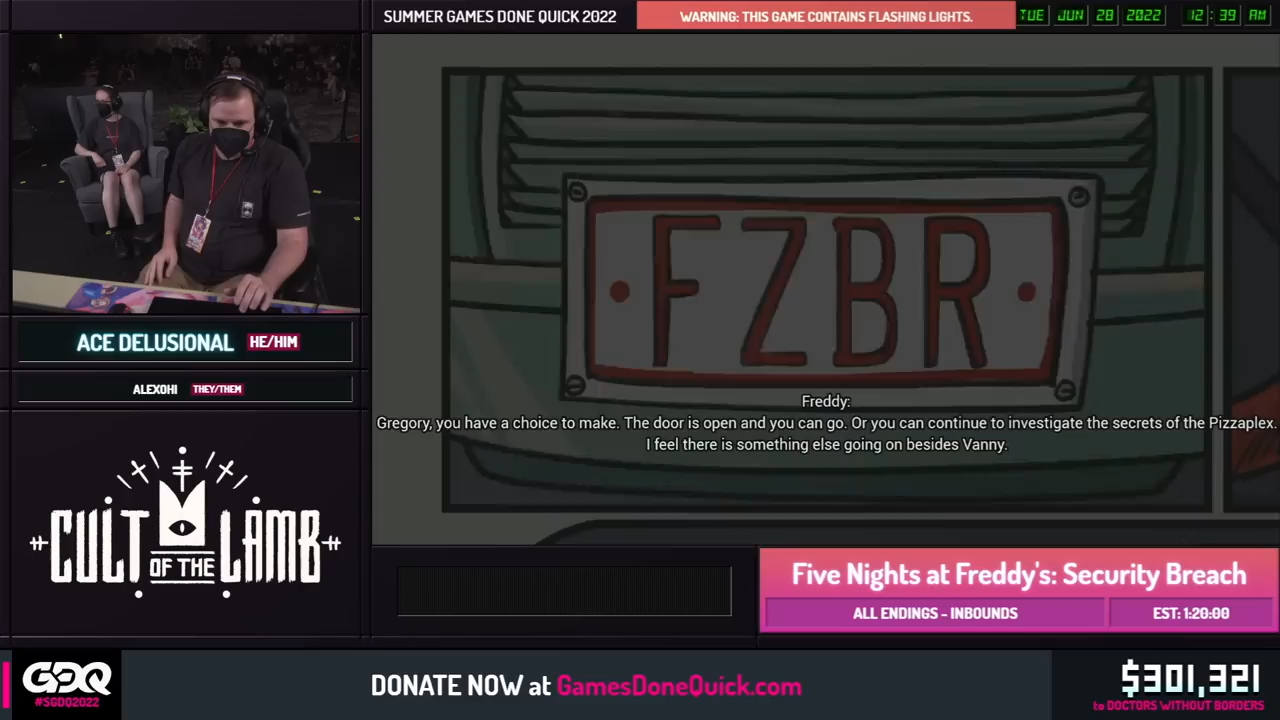 SUMMER GAMES DONE QUICK 2022
WARNING: THIS GAME CONTAINS FLASHING LIGHTS.
TUE JUN 28 2022 12:39 AM
FZBR
Freddy:
Gregory, you have a choice to make. The door is open and you can go. Or you can continue to investigate the secrets of the Pizzaplex.
I feel there is something else going on besides Vanny.
ACE DELUSIONAL HE/HIM
ALEXOHI THEY/THEM
CULT
OF THE
LAMB
Five Nights at Freddy's: Security Breach
ALL ENDINGS - INBOUNDS
EST: 1:20:00
GDQ
#SGDQ2022
DONATE NOW at GamesDoneQuick.com
$301,321
to DOCTORS WITHOUT BORDERS